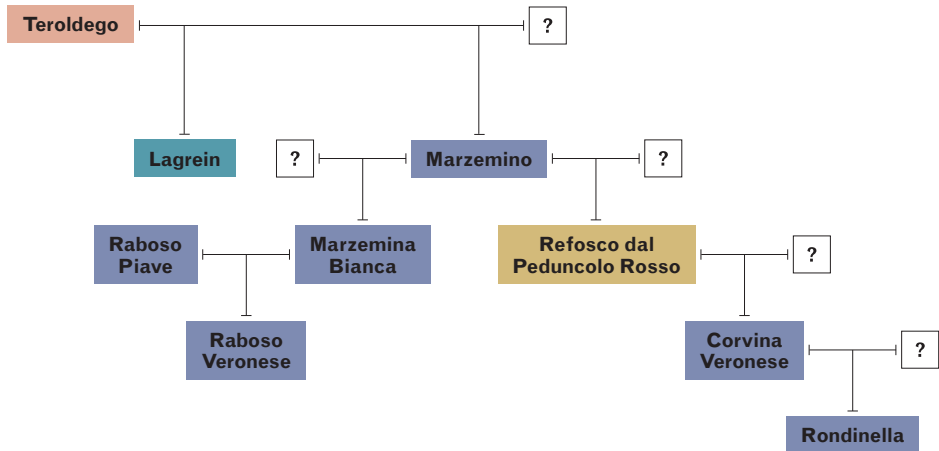 Teroldego
?
Lagrein
?
Marzemino
?
Raboso
Piave
Marzemina
Bianca
Refosco dal
Peduncolo Rosso
?
Raboso
Veronese
Corvina
Veronese
?
Rondinella